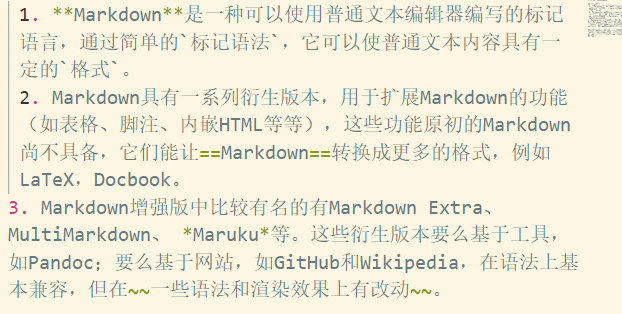 1. **Markdown**是一种可以使用普通文本编辑器编写的标记
语言，通过简单的`标记语法`，它可以使普通文本内容具有一
定的`格式`。
2. Markdown具有一系列衍生版本，用于扩展Markdown的功能
（如表格、脚注、内嵌HTML等等），这些功能原初的Markdown
尚不具备，它们能让==Markdown==转换成更多的格式，例如
LaTeX，Docbook。
3. Markdown增强版中比较有名的有Markdown Extra、
MultiMarkdown、 *Maruku*等。这些衍生版本要么基于工具，
如Pandoc；要么基于网站，如GitHub和Wikipedia，在语法上基
本兼容，但在~~一些语法和渲染效果上有改动~~。